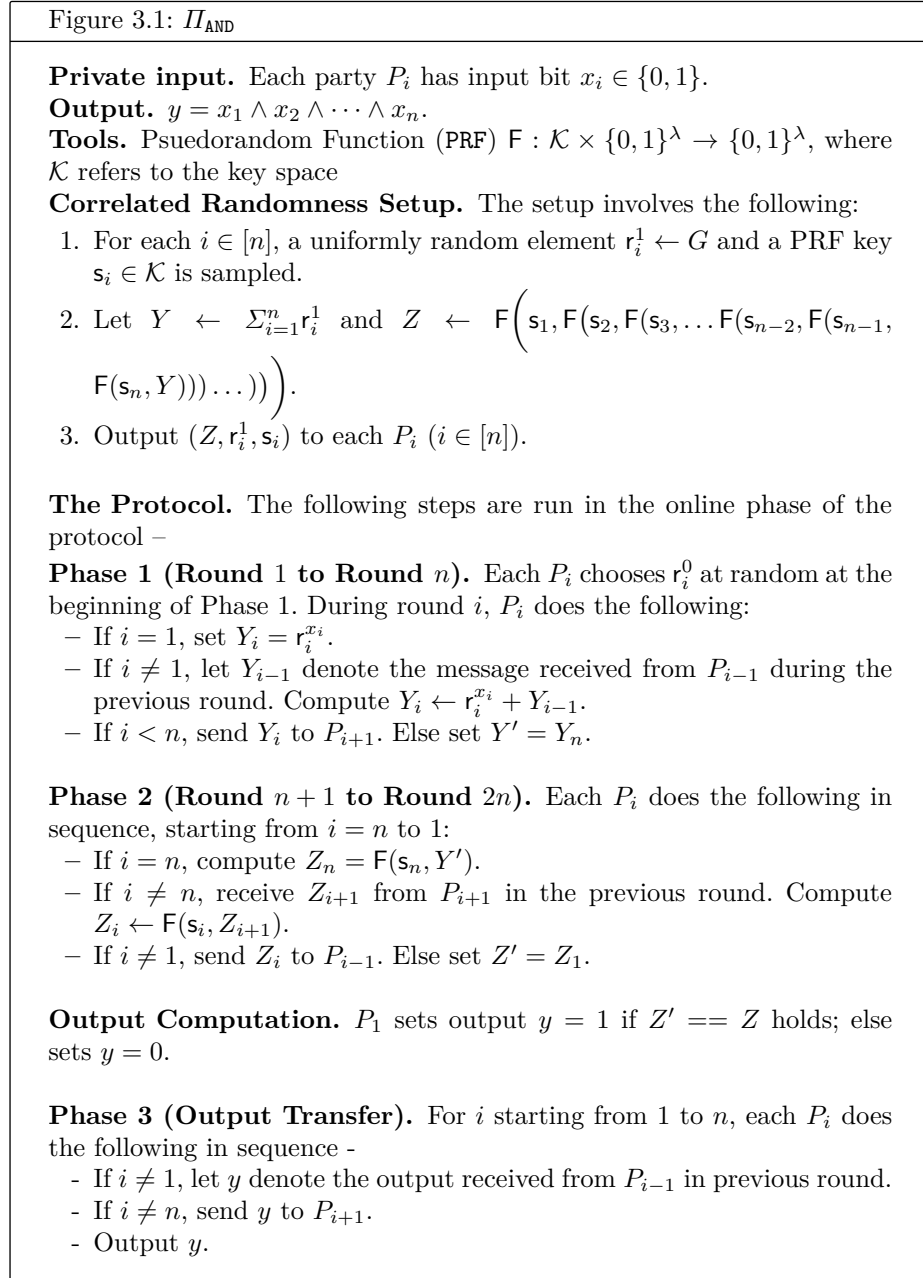 Figure 3.1: Π_AND
Private input. Each party P_i has input bit x_i ∈ {0, 1}.
Output. y = x_1 ∧ x_2 ∧ · · · ∧ x_n.
Tools. Psuedorandom Function (PRF) F : K × {0, 1}^λ → {0, 1}^λ, where
K refers to the key space
Correlated Randomness Setup. The setup involves the following:
1. For each i ∈ [n], a uniformly random element r_i^1 ← G and a PRF key
s_i ∈ K is sampled.
2. Let Y ← Σ_{i=1}^n r_i^1 and Z ← F(s_1, F(s_2, F(s_3, . . . F(s_{n−2}, F(s_{n−1},
F(s_n, Y))) . . .))).
3. Output (Z, r_i^1, s_i) to each P_i (i ∈ [n]).
The Protocol. The following steps are run in the online phase of the
protocol –
Phase 1 (Round 1 to Round n). Each P_i chooses r_i^0 at random at the
beginning of Phase 1. During round i, P_i does the following:
– If i = 1, set Y_i = r_i^{x_i}.
– If i ≠ 1, let Y_{i−1} denote the message received from P_{i−1} during the
previous round. Compute Y_i ← r_i^{x_i} + Y_{i−1}.
– If i < n, send Y_i to P_{i+1}. Else set Y′ = Y_n.
Phase 2 (Round n + 1 to Round 2n). Each P_i does the following in
sequence, starting from i = n to 1:
– If i = n, compute Z_n = F(s_n, Y′).
– If i ≠ n, receive Z_{i+1} from P_{i+1} in the previous round. Compute
Z_i ← F(s_i, Z_{i+1}).
– If i ≠ 1, send Z_i to P_{i−1}. Else set Z′ = Z_1.
Output Computation. P_1 sets output y = 1 if Z′ == Z holds; else
sets y = 0.
Phase 3 (Output Transfer). For i starting from 1 to n, each P_i does
the following in sequence -
- If i ≠ 1, let y denote the output received from P_{i−1} in previous round.
- If i ≠ n, send y to P_{i+1}.
- Output y.